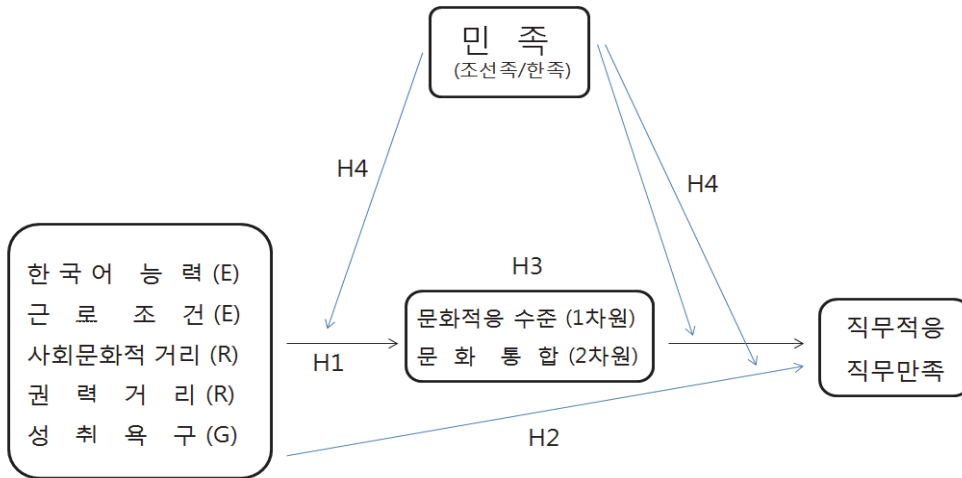 민 족
(조선족/한족)
H4
H4
한국어 능력 (E)
근로조건 (E)
사회문화적 거리 (R)
권력거리 (R)
성취욕구 (G)
H1
H3
문화적응 수준 (1차원)
문화통합 (2차원)
H2
직무적응
직무만족